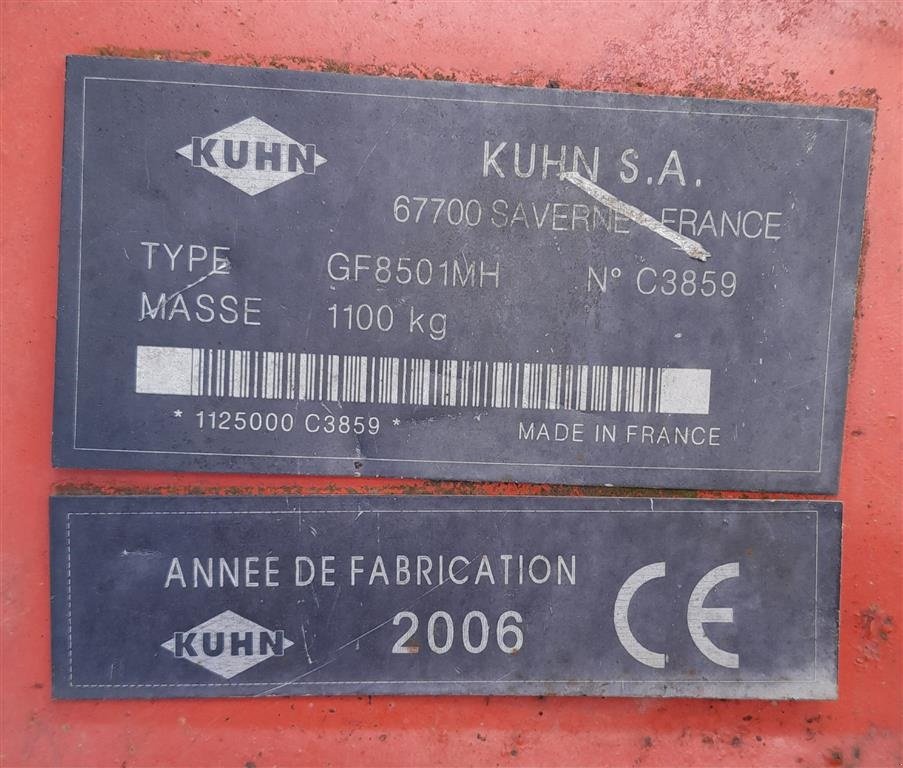 KUHN
KUHN S.A.
67700 SAVERNE - FRANCE
TYPE GF8501MH N° C3859
MASSE 1100 kg
* 1125000 C3859 *
MADE IN FRANCE
ANNEE DE FABRICATION
KUHN
2006
CE